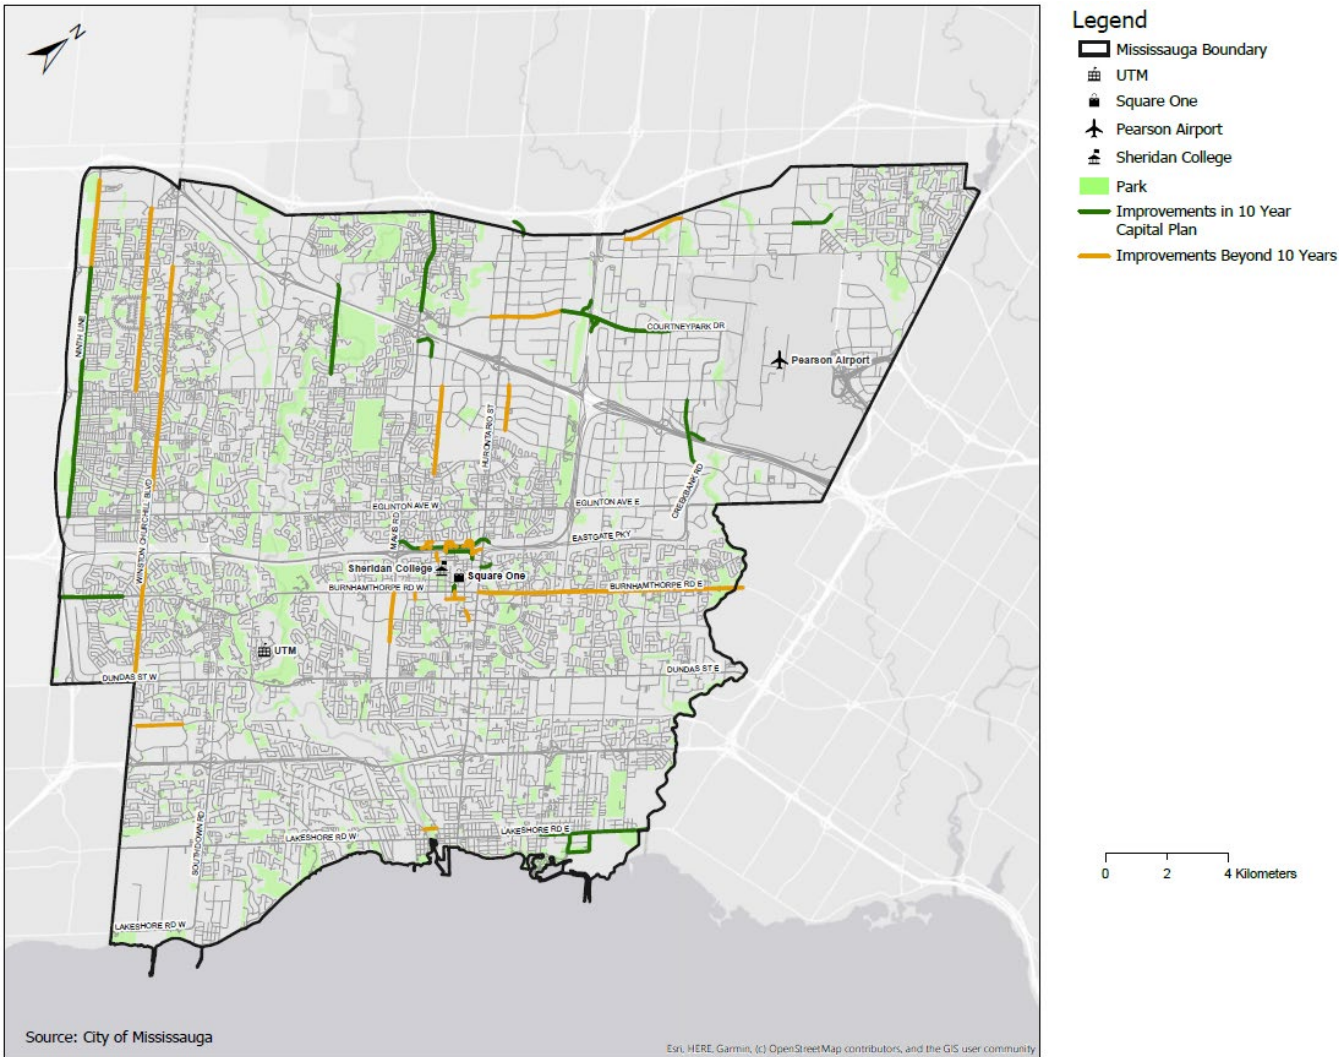 N
Legend
Mississauga Boundary
UTM
Square One
Pearson Airport
Sheridan College
Park
Improvements in 10 Year
Capital Plan
Improvements Beyond 10 Years
NINTH LINE
COURTNEYPARK DR
Pearson Airport
HURONTARIO ST
WINSTON CHURCHILL BLVD
MAVIS RD
EGLINTON AVE W
EGLINTON AVE E
CREEKBANK RD
EASTGATE PKY
Sheridan College
Square One
BURNHAMTHORPE RD W
BURNHAMTHORPE RD E
UTM
DUNDAS ST W
DUNDAS ST E
SOUTHDOWN RD
LAKESHORE RD W
LAKESHORE RD E
LAKESHORE RD W
0 2 4 Kilometers
Source: City of Mississauga
Esri, HERE, Garmin, (c) OpenStreetMap contributors, and the GIS user community